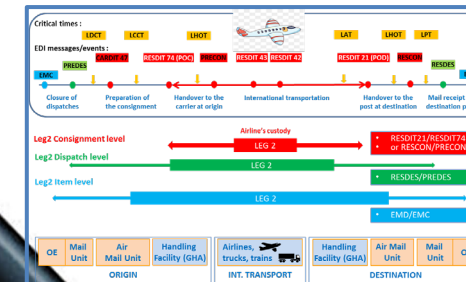 Critical times :
LDCT LCCT LHOT LAT LHOT LPT
EDI messages/events :
CARDIT 47 RESDIT 74 (POC) PRECON RESDIT 43 RESDIT 42 RESDIT 21 (POD) RESCON
PREDES RESDES
EMC
Closure of dispatches
Preparation of the consignment
Handover to the carrier at origin
International transportation
Handover to the post at destination
Mail receipt
destination p
Airline's custody
Leg2 Consignment level
LEG 2
• RESDIT21/RESDIT74
• or RESCON/PRECON
Leg2 Dispatch level
LEG 2
• RESDES/PREDES
Leg2 Item level
LEG 2
• EMD/EMC
OE
Mail Unit
Air Mail Unit
Handling Facility (GHA)
Airlines, trucks, trains
Handling Facility (GHA)
Air Mail Unit
Mail Unit
ORIGIN INT. TRANSPORT DESTINATION